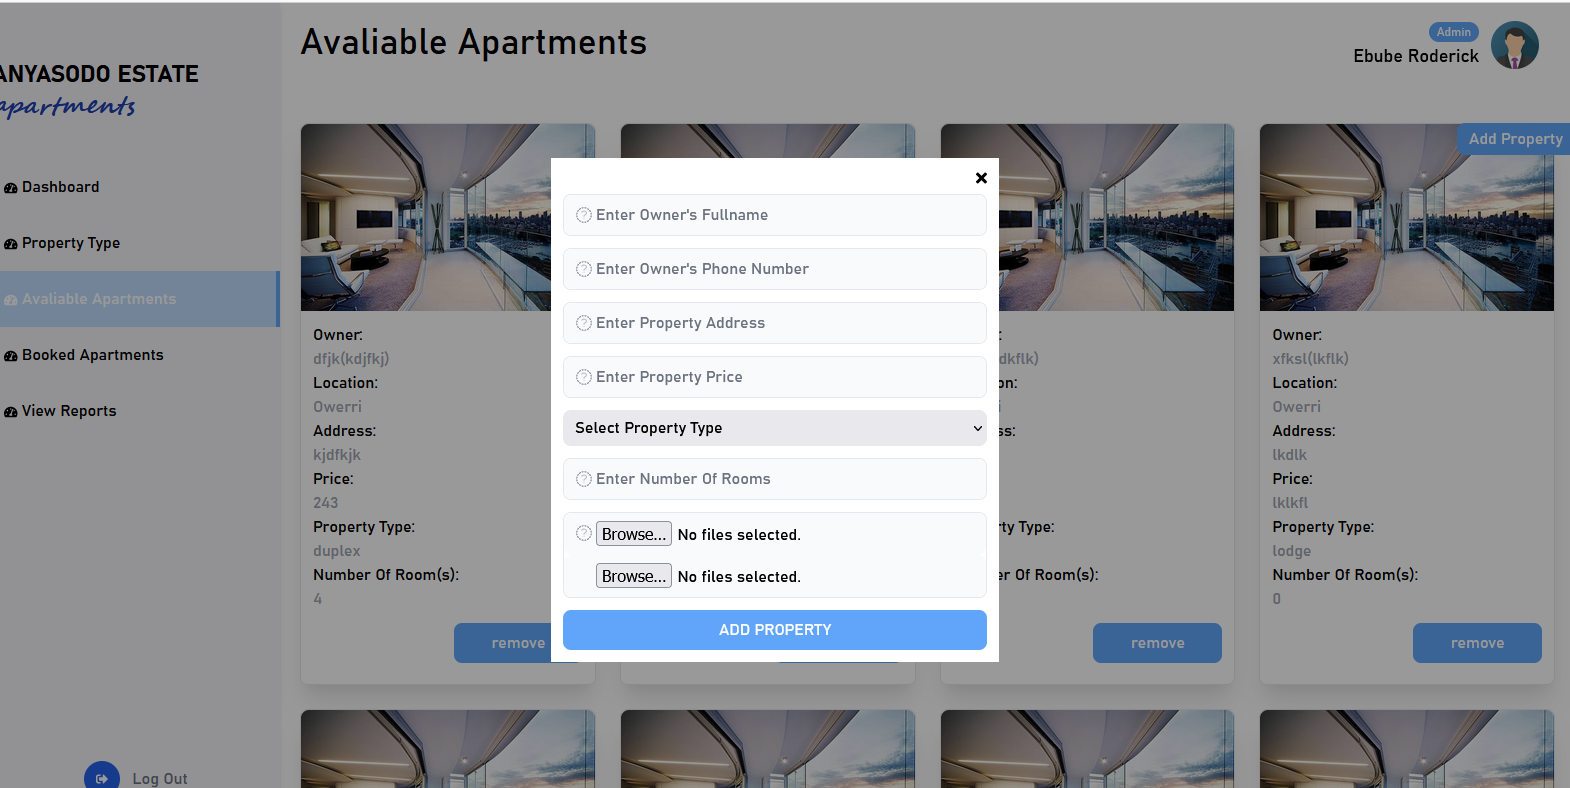 Avaliable Apartments
Admin
Ebube Roderick
ANYASODO ESTATE
apartments
Dashboard
Property Type
Avaliable Apartments
Booked Apartments
View Reports
Log Out
Add Property
Enter Owner's Fullname
Enter Owner's Phone Number
Enter Property Address
Enter Property Price
Select Property Type
Enter Number Of Rooms
Browse... No files selected.
Browse... No files selected.
ADD PROPERTY
Owner:
dfjk(kdjfkj)
Location:
Owerri
Address:
kjdfkjk
Price:
243
Property Type:
duplex
Number Of Room(s):
4
remove
:
dkflk)
on:
i
ss:
ty Type:
er Of Room(s):
remove
Owner:
xfksl(lkflk)
Location:
Owerri
Address:
lkdlk
Price:
lklkfl
Property Type:
lodge
Number Of Room(s):
0
remove